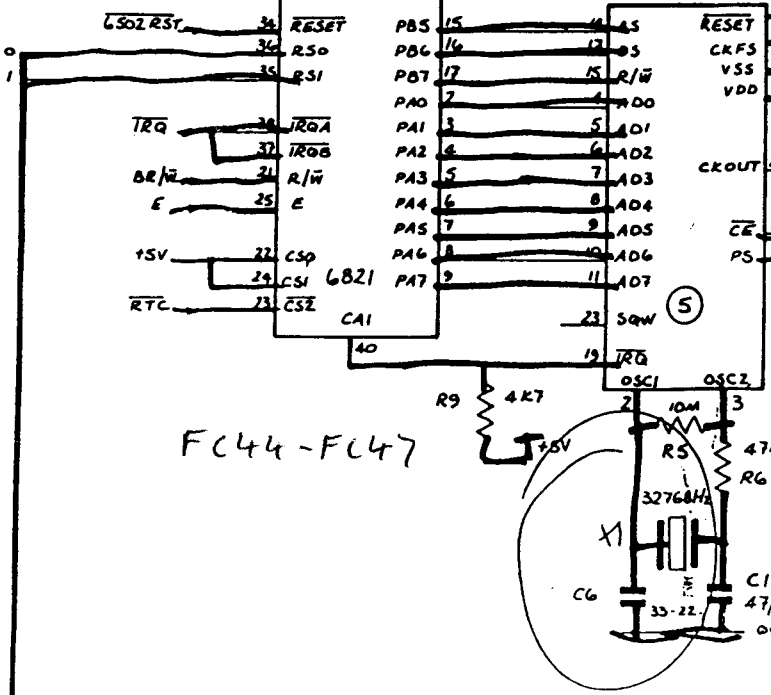 6502 RST 34 RESET PB5 15 14 AS RESET
0 36 RS0 PB6 16 17 DS CKFS
1 35 RS1 PB7 17 15 R/W VSS
PA0 2 4 AD0 VDD
IRQ 38 IRQA PA1 3 5 AD1
37 IRQB PA2 4 6 AD2
BR/W 21 R/W PA3 5 7 AD3 CKOUT
E 25 E PA4 6 8 AD4
PA5 7 9 AD5 CE
+5V 22 CS0 PA6 8 10 AD6 PS
24 CS1 6821 PA7 9 11 AD7
RTC 23 CS2 5
CA1 23 SQW
40 19 IRQ
OSC1 OSC2
R9 4K7 2 10M 3
FC44-FC47 +5V R5 47
R6
32768Hz
X1
C6 33-22 C1
47